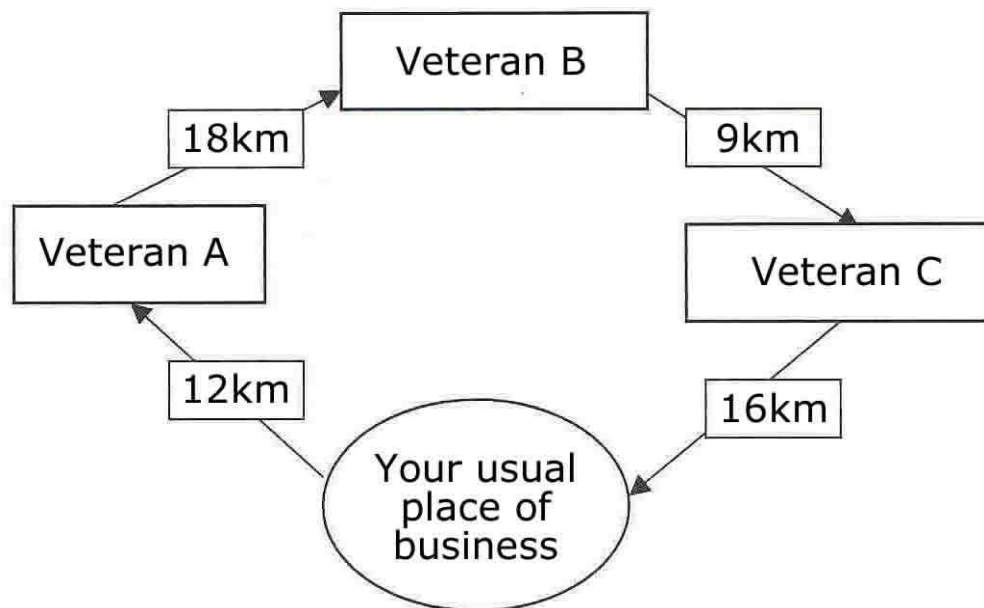 Veteran B
18km
9km
Veteran A
Veteran C
12km
16km
Your usual
place of
business